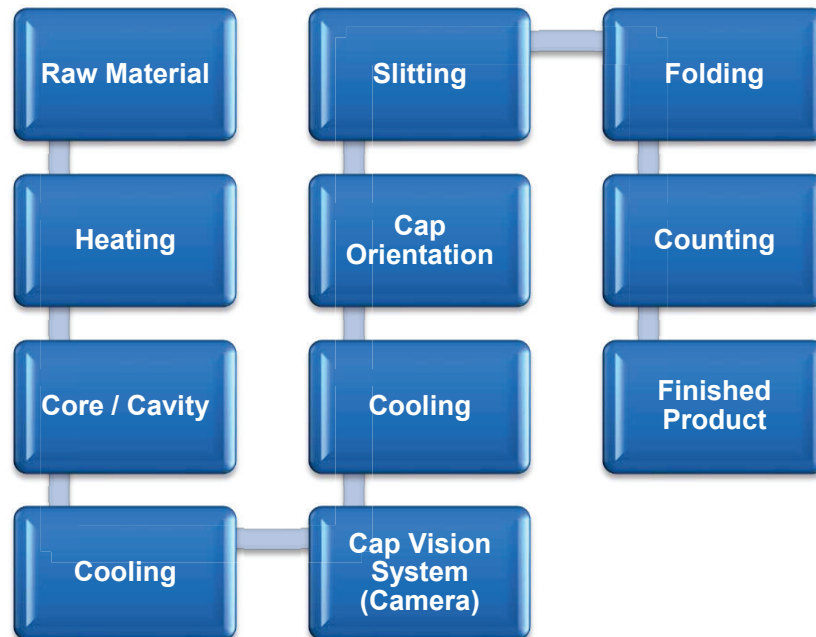 Raw Material
Heating
Core / Cavity
Cooling
Cap Vision
System
(Camera)
Cooling
Cap
Orientation
Slitting
Folding
Counting
Finished
Product